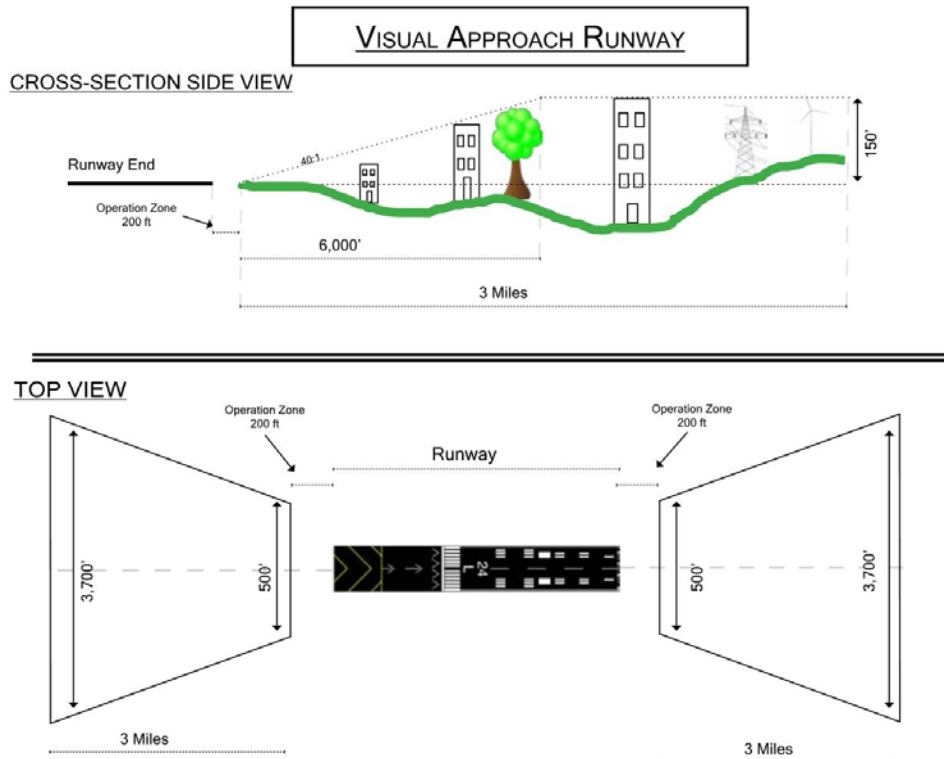 VISUAL APPROACH RUNWAY
CROSS-SECTION SIDE VIEW
40:1
150'
Runway End
Operation Zone
200 ft
6,000'
3 Miles
TOP VIEW
Operation Zone
200 ft
Operation Zone
200 ft
Runway
3,700'
500'
24
L
500'
3,700'
3 Miles
3 Miles